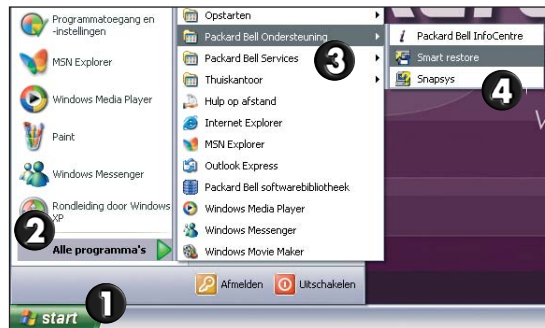 Programmatoegang en
-instellingen
MSN Explorer
Windows Media Player
Paint
Windows Messenger
Rondleiding door Windows
XP
Alle programma's
2
Opstarten
Packard Bell Ondersteuning
Packard Bell Services
Thuiskantoor
Hulp op afstand
Internet Explorer
MSN Explorer
Outlook Express
Packard Bell softwarebibliotheek
Windows Media Player
Windows Messenger
Windows Movie Maker
3
Packard Bell InfoCentre
Smart restore
Snapsys
4
Afmelden
Uitschakelen
start
1